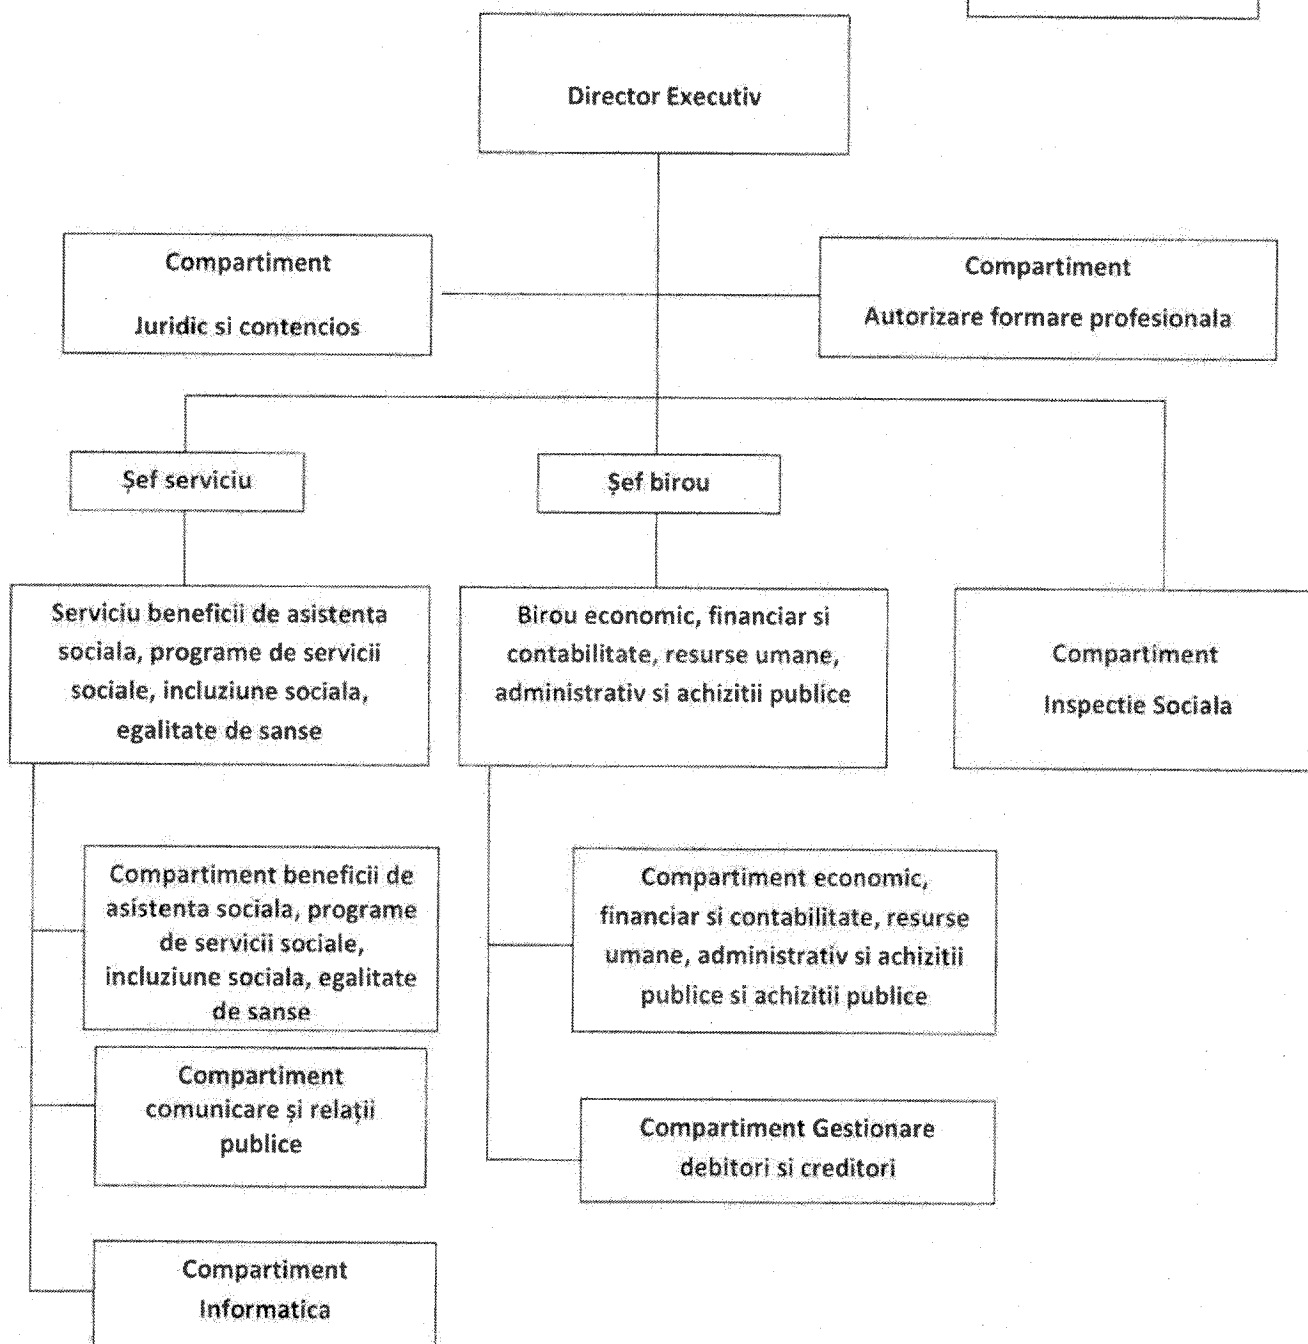 Director Executiv
Compartiment
Juridic si contencios
Compartiment
Autorizare formare profesionala
Șef serviciu
Șef birou
Serviciu beneficii de asistenta
sociala, programe de servicii
sociale, incluziune sociala,
egalitate de sanse
Birou economic, financiar si
contabilitate, resurse umane,
administrativ si achizitii publice
Compartiment
Inspectie Sociala
Compartiment beneficii de
asistenta sociala, programe
de servicii sociale,
incluziune sociala, egalitate
de sanse
Compartiment economic,
financiar si contabilitate, resurse
umane, administrativ si achizitii
publice si achizitii publice
Compartiment
comunicare și relații
publice
Compartiment Gestionare
debitori si creditori
Compartiment
Informatica